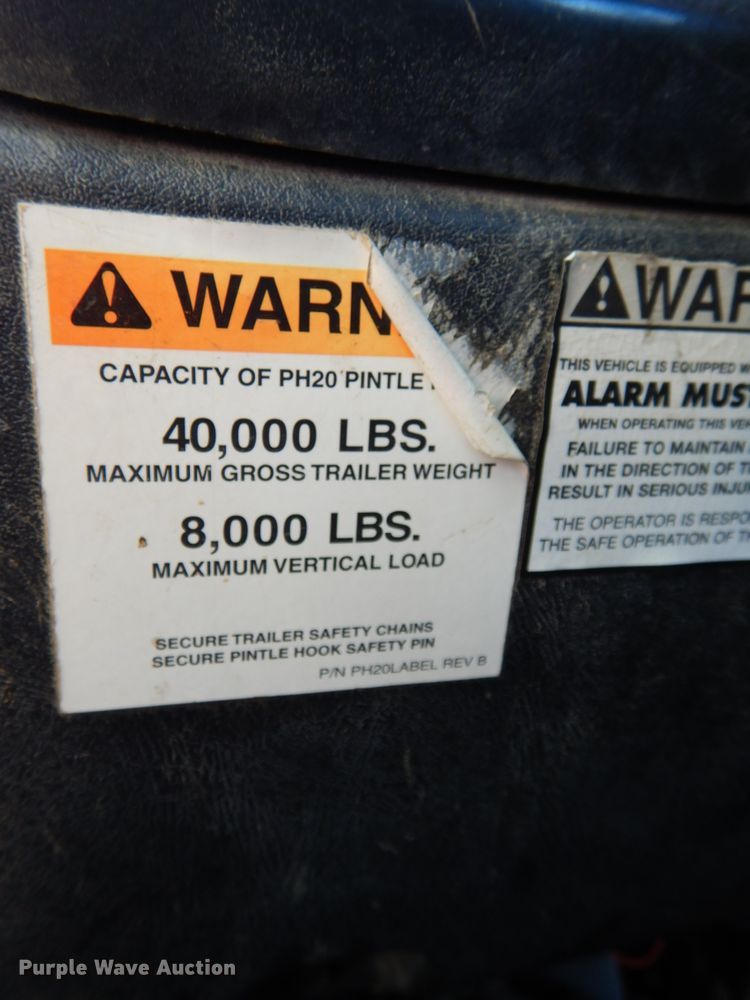 WARN
CAPACITY OF PH20 PINTLE
40,000 LBS.
MAXIMUM GROSS TRAILER WEIGHT
8,000 LBS.
MAXIMUM VERTICAL LOAD
SECURE TRAILER SAFETY CHAINS
SECURE PINTLE HOOK SAFETY PIN
P/N PH20LABEL REV B
WAR
THIS VEHICLE IS EQUIPPED
ALARM MUST
WHEN OPERATING THIS
FAILURE TO MAINTAIN
IN THE DIRECTION OF
RESULT IN SERIOUS
THE OPERATOR IS
THE SAFE OPERATION OF
Purple Wave Auction